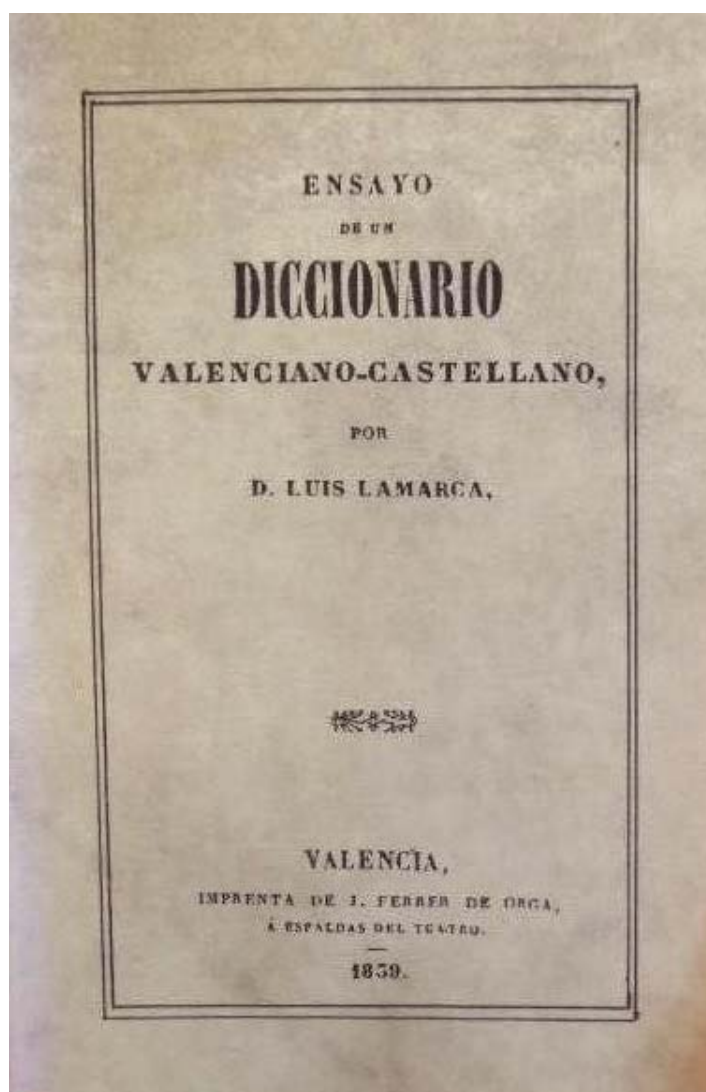 ENSAYO
DE UN
DICCIONARIO
VALENCIANO-CASTELLANO,
POR
D. LUIS LAMARCA,
VALENCIA,
IMPRENTA DE J. FERRER DE ORGA,
Á ESPALDAS DEL TEATRO.
1839.